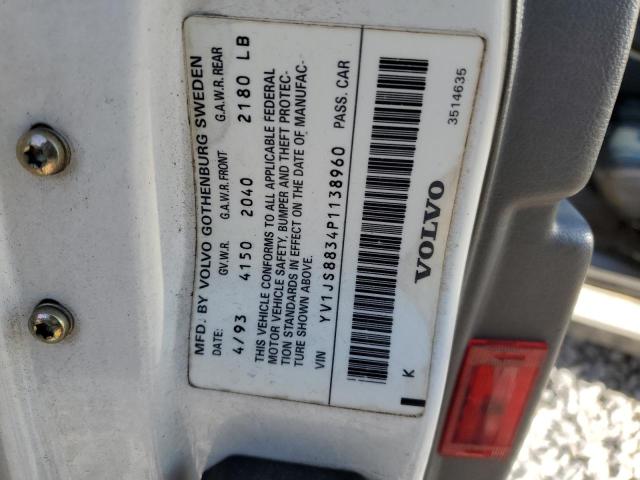 MFD. BY VOLVO GOTHENBURG SWEDEN
DATE: G.V.W.R. G.A.W.R. FRONT G.A.W.R. REAR
4/93 4150 2040 2180 LB
THIS VEHICLE CONFORMS TO ALL APPLICABLE FEDERAL
MOTOR VEHICLE SAFETY, BUMPER AND THEFT PROTEC-
TION STANDARDS IN EFFECT ON THE DATE OF MANUFAC-
TURE SHOWN ABOVE.
VIN YV1JS8834P1138960 PASS. CAR
K VOLVO 3514635